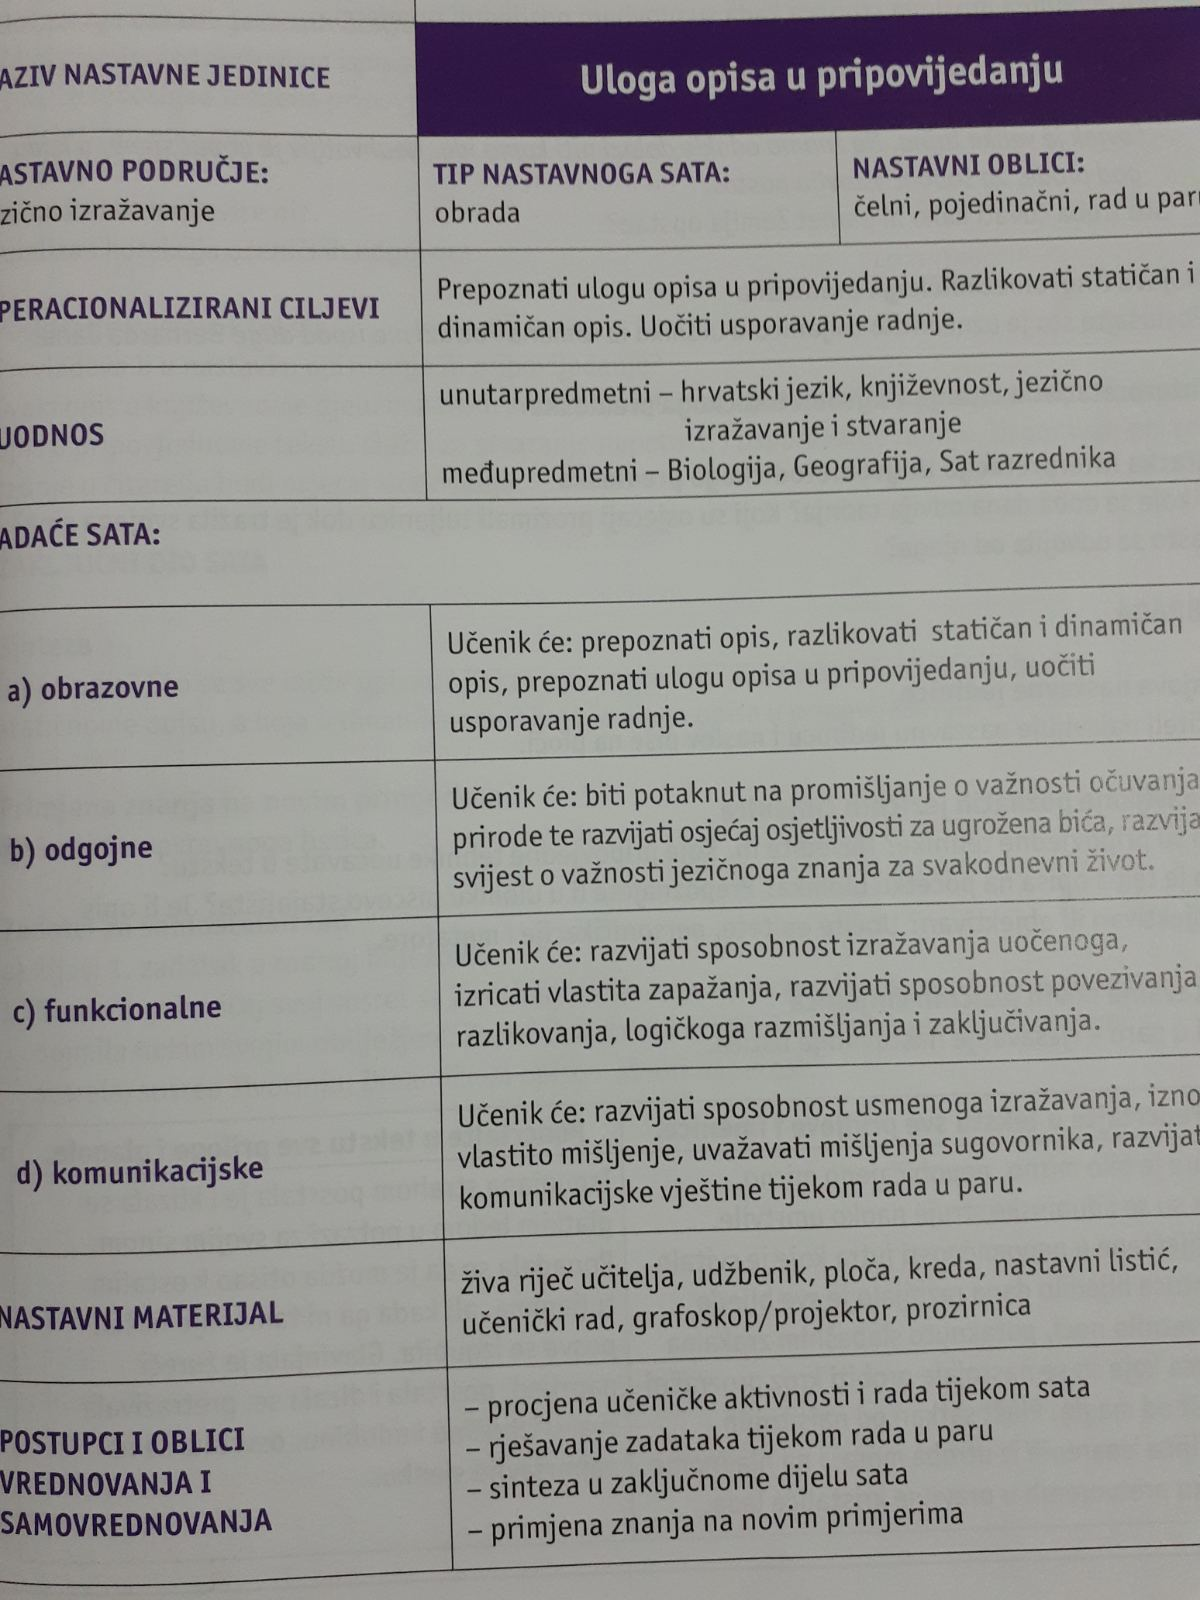 AZIV NASTAVNE JEDINICE
Uloga opisa u pripovijedanju
ASTAVNO PODRUČJE:
zično izražavanje
TIP NASTAVNOGA SATA:
obrada
NASTAVNI OBLICI:
čelni, pojedinačni, rad u paru
PERACIONALIZIRANI CILJEVI
Prepoznati ulogu opisa u pripovijedanju. Razlikovati statičan i
dinamičan opis. Uočiti usporavanje radnje.
UODNOS
unutarpredmetni – hrvatski jezik, književnost, jezično
izražavanje i stvaranje
međupredmetni – Biologija, Geografija, Sat razrednika
ADAĆE SATA:
a) obrazovne
Učenik će: prepoznati opis, razlikovati statičan i dinamičan
opis, prepoznati ulogu opisa u pripovijedanju, uočiti
usporavanje radnje.
b) odgojne
Učenik će: biti potaknut na promišljanje o važnosti očuvanja
prirode te razvijati osjećaj osjetljivosti za ugrožena bića, razvija
svijest o važnosti jezičnoga znanja za svakodnevni život.
c) funkcionalne
Učenik će: razvijati sposobnost izražavanja uočenoga,
izricati vlastita zapažanja, razvijati sposobnost povezivanja
razlikovanja, logičkoga razmišljanja i zaključivanja.
d) komunikacijske
Učenik će: razvijati sposobnost usmenoga izražavanja, izno
vlastito mišljenje, uvažavati mišljenja sugovornika, razvijat
komunikacijske vještine tijekom rada u paru.
NASTAVNI MATERIJAL
živa riječ učitelja, udžbenik, ploča, kreda, nastavni listić,
učenički rad, grafoskop/projektor, prozirnica
POSTUPCI I OBLICI
VREDNOVANJA I
SAMOVREDNOVANJA
– procjena učeničke aktivnosti i rada tijekom sata
– rješavanje zadataka tijekom rada u paru
– sinteza u zaključnome dijelu sata
– primjena znanja na novim primjerima